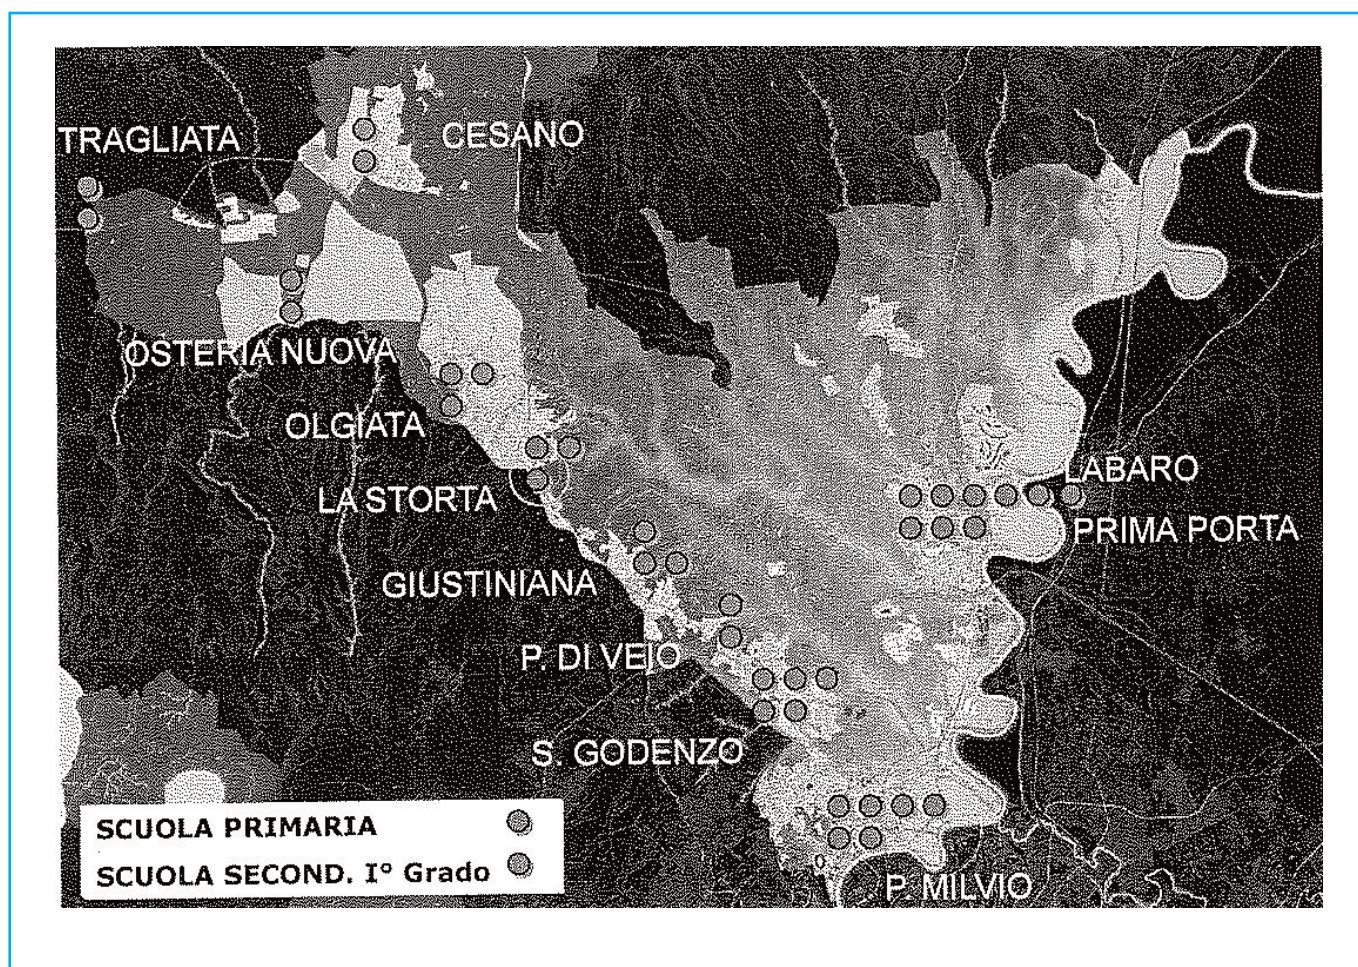 TRAGLIATA
CESANO
OSTERIA NUOVA
OLGIATA
LA STORTA
LABARO
PRIMA PORTA
GIUSTINIANA
P. DI VEIO
S. GODENZO
P. MILVIO
SCUOLA PRIMARIA
SCUOLA SECOND. I° Grado